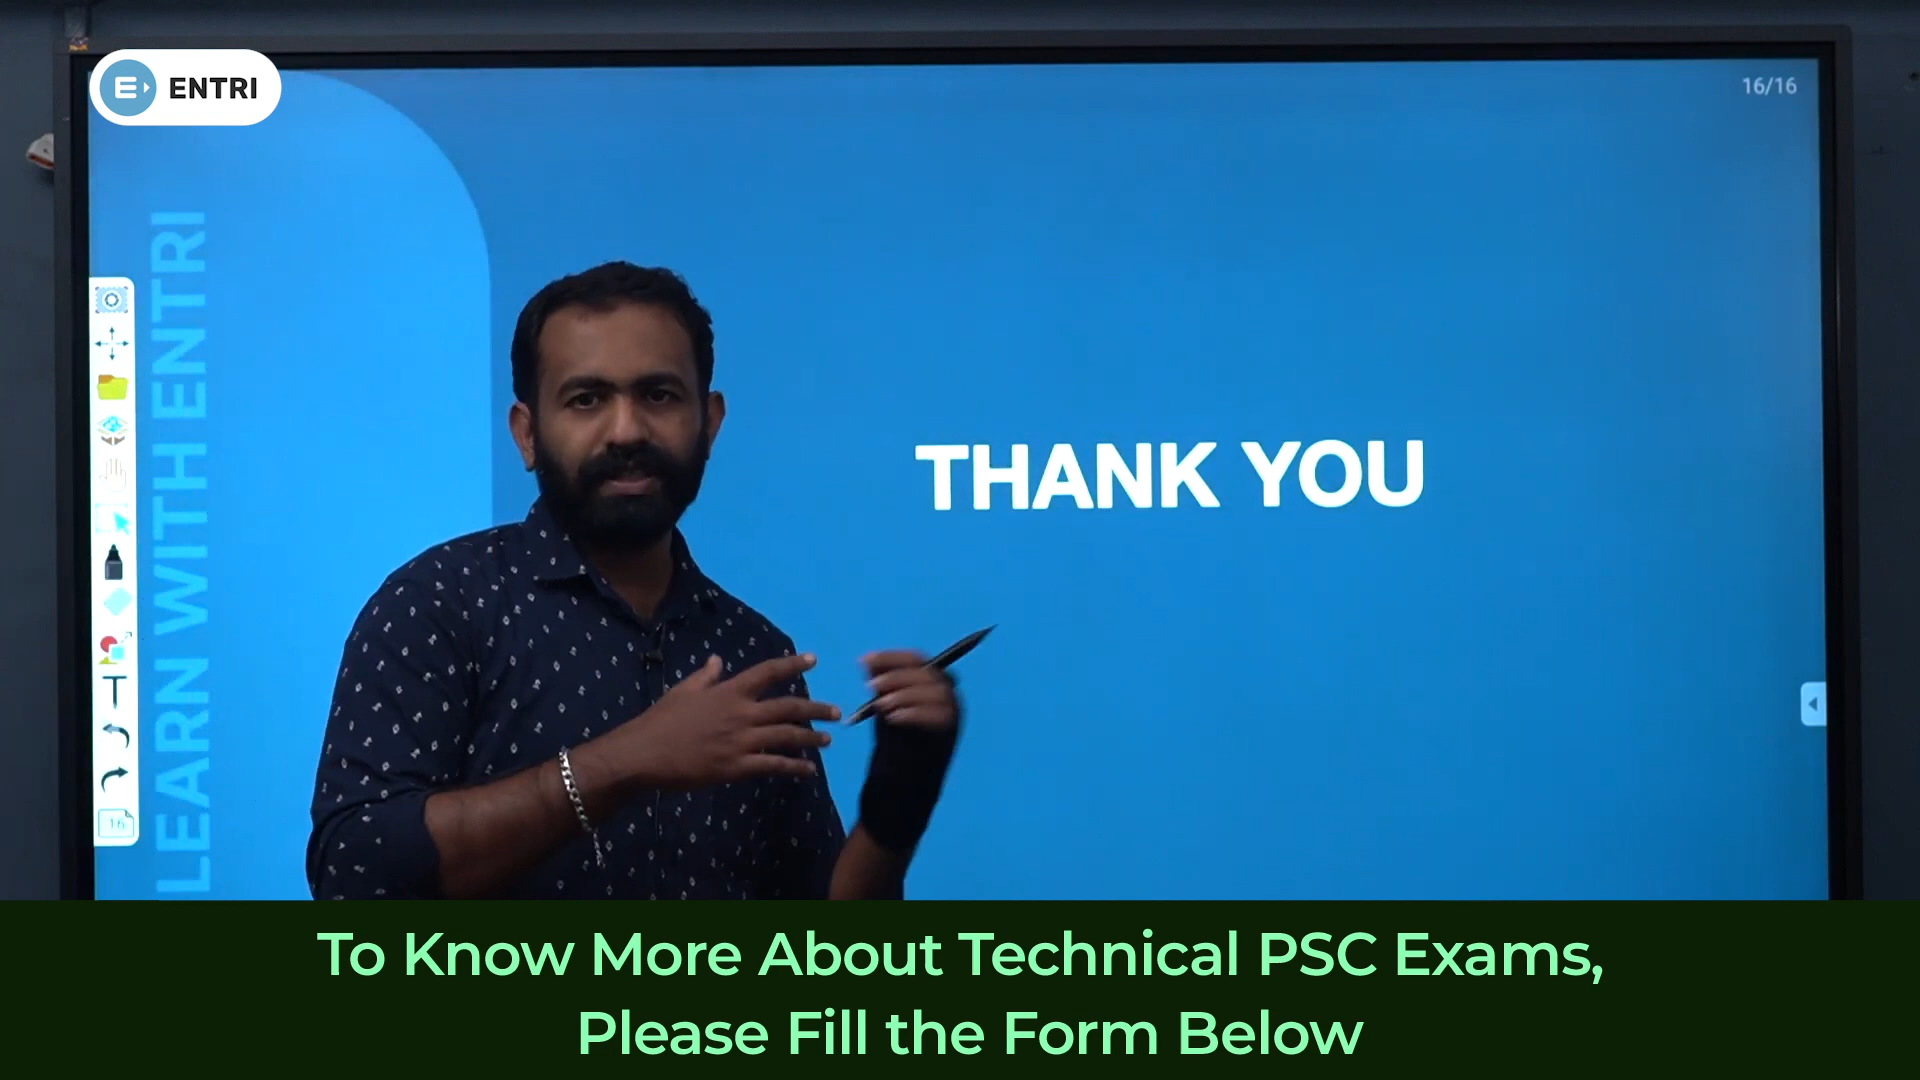 ENTRI
16/16
LEARN WITH ENTRI
THANK YOU
T
16
To Know More About Technical PSC Exams,
Please Fill the Form Below